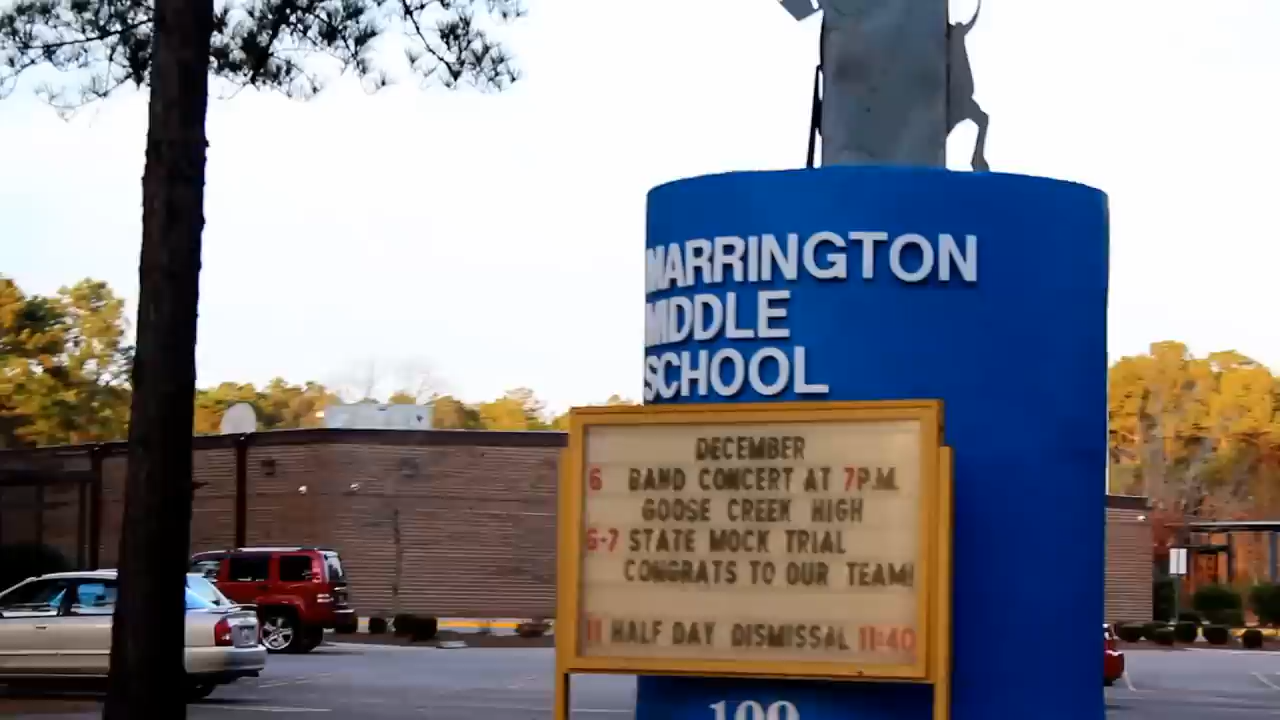 MARRINGTON
MIDDLE
SCHOOL
DECEMBER
6 BAND CONCERT AT 7P.M.
GOOSE CREEK HIGH
6-7 STATE MOCK TRIAL
CONGRATS TO OUR TEAM!
11 HALF DAY DISMISSAL 11:40
109